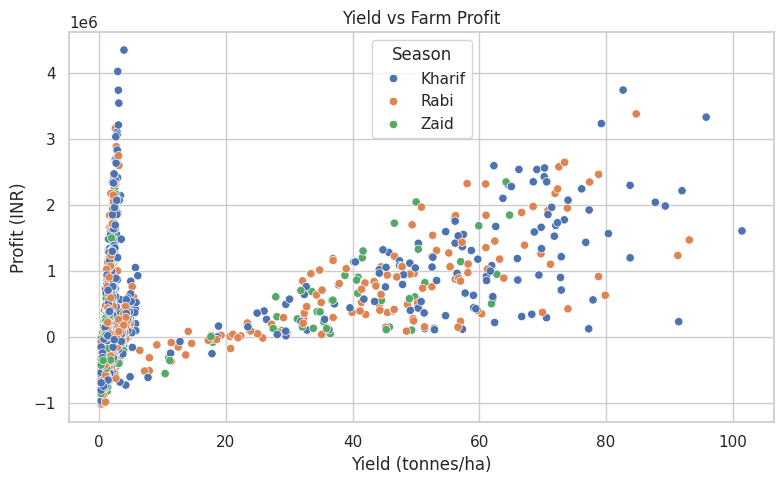 Yield vs Farm Profit
1e6
Season
Kharif
Rabi
Zaid
4
3
2
1
0
−1
Profit (INR)
0 20 40 60 80 100
Yield (tonnes/ha)